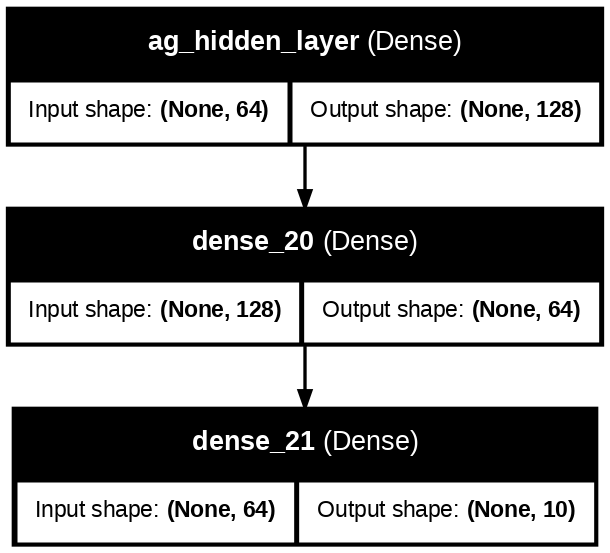 ag_hidden_layer (Dense)
Input shape: (None, 64) Output shape: (None, 128)
dense_20 (Dense)
Input shape: (None, 128) Output shape: (None, 64)
dense_21 (Dense)
Input shape: (None, 64) Output shape: (None, 10)